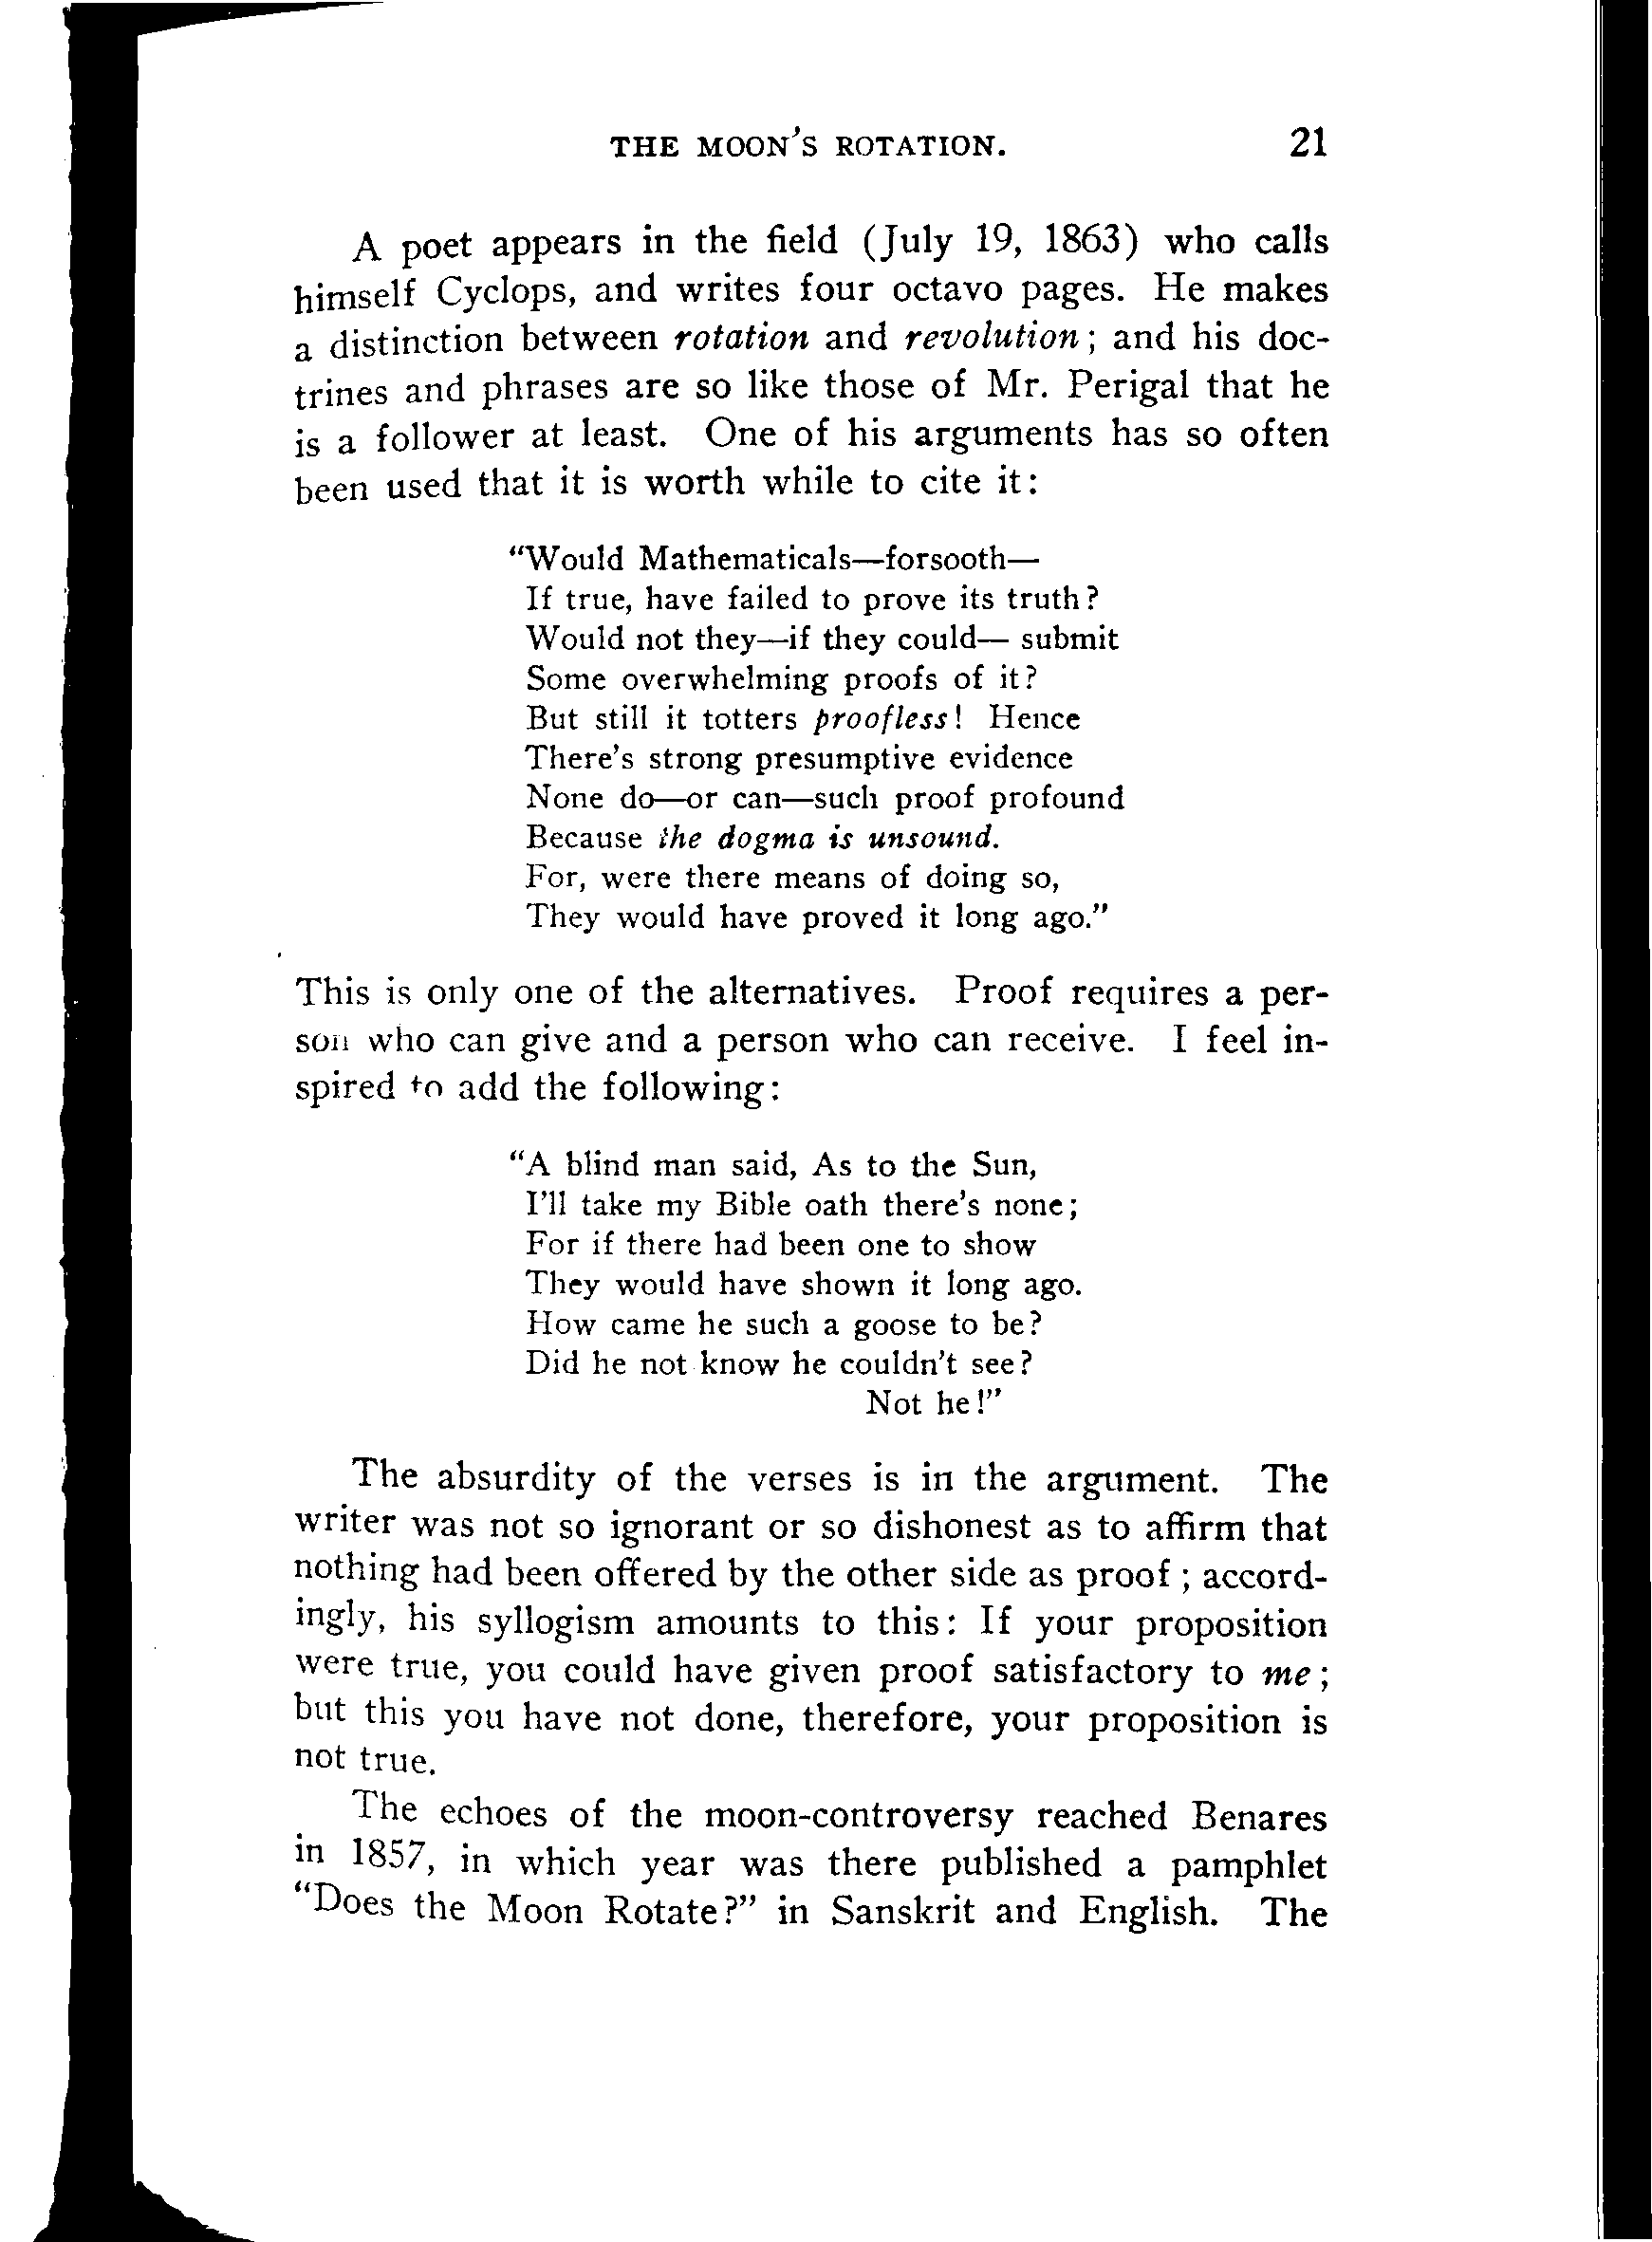 THE MOON'S ROTATION. 21
A poet appears in the field (July 19, 1863) who calls
himself Cyclops, and writes four octavo pages. He makes
a distinction between rotation and revolution; and his doc-
trines and phrases are so like those of Mr. Perigal that he
is a follower at least. One of his arguments has so often
been used that it is worth while to cite it:
"Would Mathematicals—forsooth—
If true, have failed to prove its truth?
Would not they—if they could— submit
Some overwhelming proofs of it?
But still it totters proofless! Hence
There's strong presumptive evidence
None do—or can—such proof profound
Because the dogma is unsound.
For, were there means of doing so,
They would have proved it long ago."
This is only one of the alternatives. Proof requires a per-
son who can give and a person who can receive. I feel in-
spired to add the following:
"A blind man said, As to the Sun,
I'll take my Bible oath there's none;
For if there had been one to show
They would have shown it long ago.
How came he such a goose to be?
Did he not know he couldn't see?
Not he!"
The absurdity of the verses is in the argument. The
writer was not so ignorant or so dishonest as to affirm that
nothing had been offered by the other side as proof; accord-
ingly, his syllogism amounts to this: If your proposition
were true, you could have given proof satisfactory to me;
but this you have not done, therefore, your proposition is
not true.
The echoes of the moon-controversy reached Benares
in 1857, in which year was there published a pamphlet
"Does the Moon Rotate?" in Sanskrit and English. The